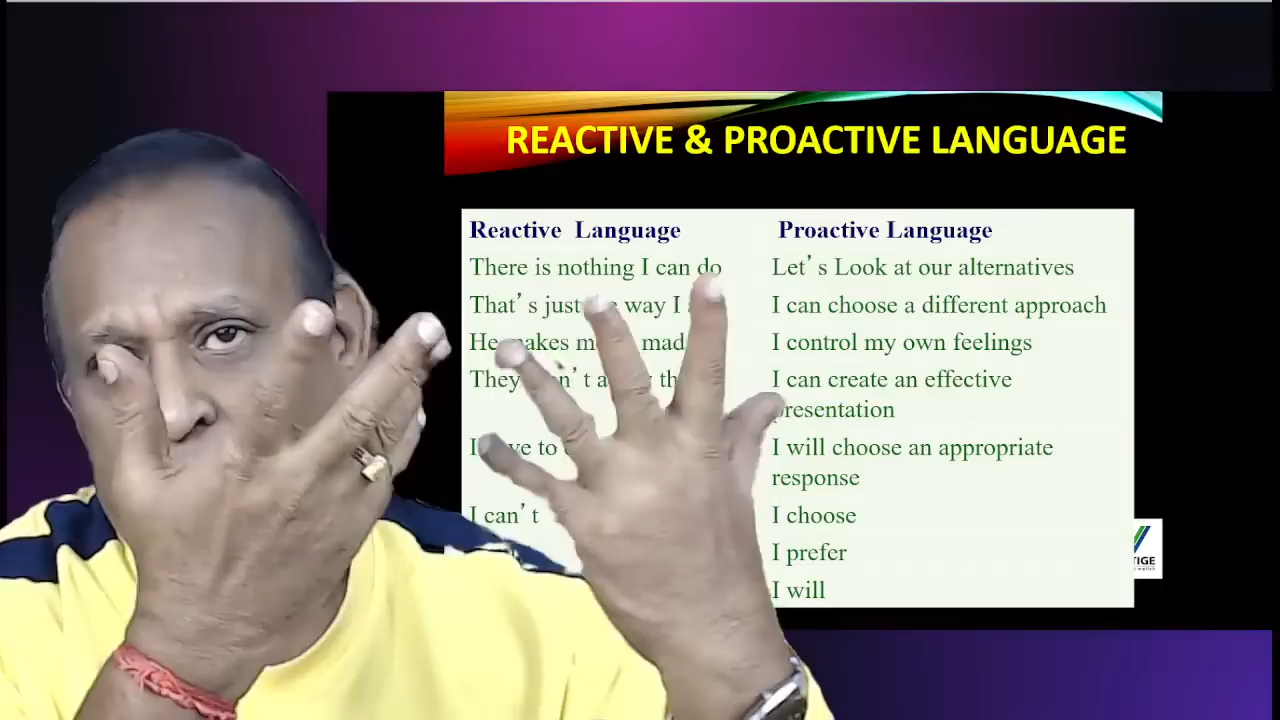 REACTIVE & PROACTIVE LANGUAGE
Reactive Language Proactive Language
There is nothing I can do Let's Look at our alternatives
That's just way I I can choose a different approach
He makes mad I control my own feelings
They I can create an effective
presentation
I to I will choose an appropriate
response
I can't I choose
I prefer
I will
TIGE